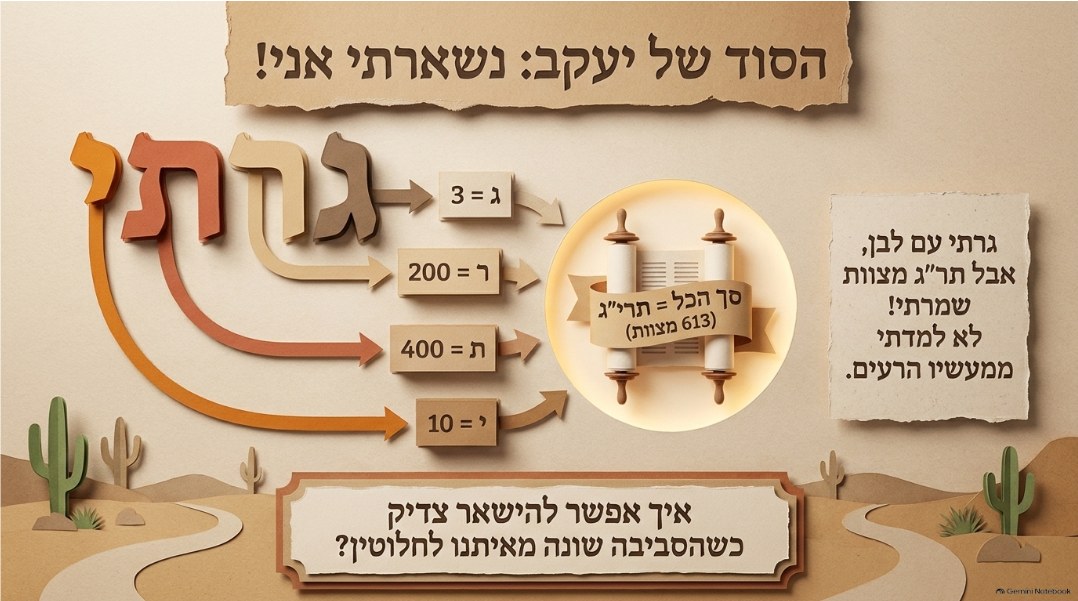 הסוד של יעקב: נשארתי אני!
גרתי
ג = 3
ר = 200
ת = 400
י = 10
סך הכל = תרי"ג
(613 מצוות)
גרתי עם לבן,
אבל תר"ג מצוות
שמרתי!
לא למדתי
ממעשיו הרעים.
איך אפשר להישאר צדיק
כשהסביבה שונה מאיתנו לחלוטין?
Gemini Notebook